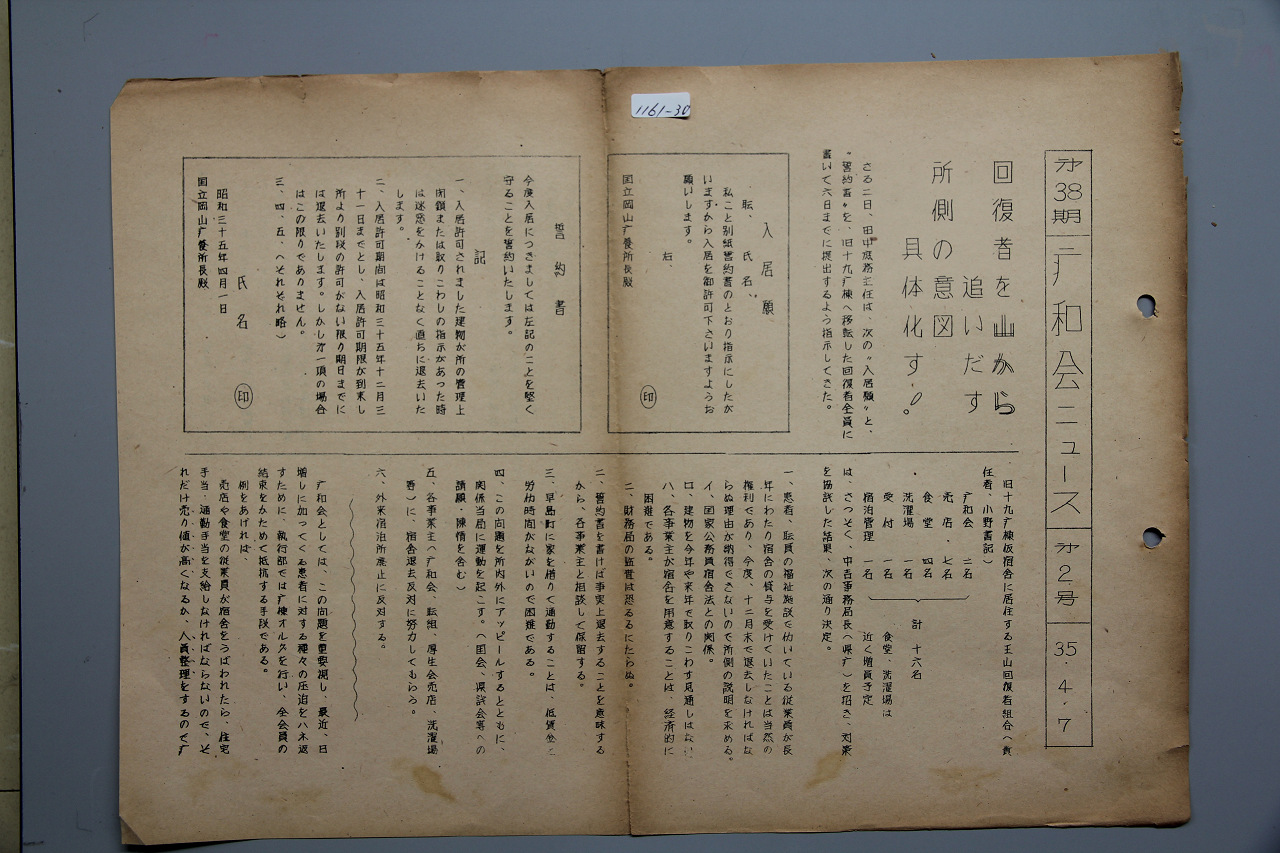 1161-30
オ38期
二广和会ニュース
オ2号
35.4.7
回復者を山から
追いだす
所側の意図
具体化す!
さる二日、田中庶務主任は、次の“入居願”と、
“誓約書”を、旧十九广棟へ移転した回復者全員に
書いて六日までに提出するよう指示してきた。
入居願
転、氏名、
私こと別紙誓約書のとおり指示にしたが
いますから入居を御許可下さいますようお
願いします。
右、
国立岡山广養所長殿
印
誓約書
今度入居につきましては左記のことを堅く
守ることを誓約いたします。
記
一、入居許可されました建物が所の管理上
閉鎖または取りこわしの指示があった時
は迷惑をかけることなく直ちに退去いた
します。
二、入居許可期间は昭和三十五年十二月三
十一日までとし、入居許可期限が到来し
所より別段の許可がない限り期日までに
は退去いたします。しかしオ一項の場合
はこの限りでありません。
三、四、五、(それぞれ略)
昭和三十五年四月一日
氏名
印
国立岡山广養所長殿
旧十九广棟仮宿舎に居住する王山回復者組合(責
任者、小野書記)
广和会 二名
売店・七名
食堂 四名
洗濯場 一名
受付 一名
宿泊管理 一名
計 十六名
食堂、洗濯場は
近く増員予定
は、さっそく、中吉事務局長(県广)を招き、対策
を協議した結果、次の通り決定。
一、患者、転員の福祉施設で仂いている従業員が長
年にわたり宿舎の貸与を受けていたことは当然の
権利であり、今度、十二月末で退去しなければな
らぬ理由が納得できないので所側の説明を求める。
イ、国家公務員宿舎法との関係。
ロ、建物を今年や来年で取りこわす見通しはない
ハ、各事業主が宿舎を用意することは、経済的に
困难である。
二、財務局の監査は恐るるにたらぬ。
二、誓約書を書けば事実上退去することを意味する
から、各事業主と相談して保留する。
三、早島町に家を借りて通勤することは、低賃金と
労仂時间がながいので困難である。
四、この问題を所内外にアッピールするとともに、
関係当局に運動を起こす。(国会、県議会等への
請願・陳情を含む)
五、各事業主(广和会、転組、厚生会売店、洗濯場
等)に、宿舎退去反対に努力してもらう。
六、外来宿泊所廃止に反対する。
广和会としては、この问題を重要視し、最近、日
増しに加ってくる患者に対する種々の圧迫をハネ返
すために、執行部では广棟オルグを行い、全会員の
結束をかためて抵抗する手段である。
例をあげれば、
売店や食堂の従業員が宿舎をうばわれたら、住宅
手当、通勤手当を支給しなければならないので、そ
れだけ売り値が高くなるか、人員整理をするので广